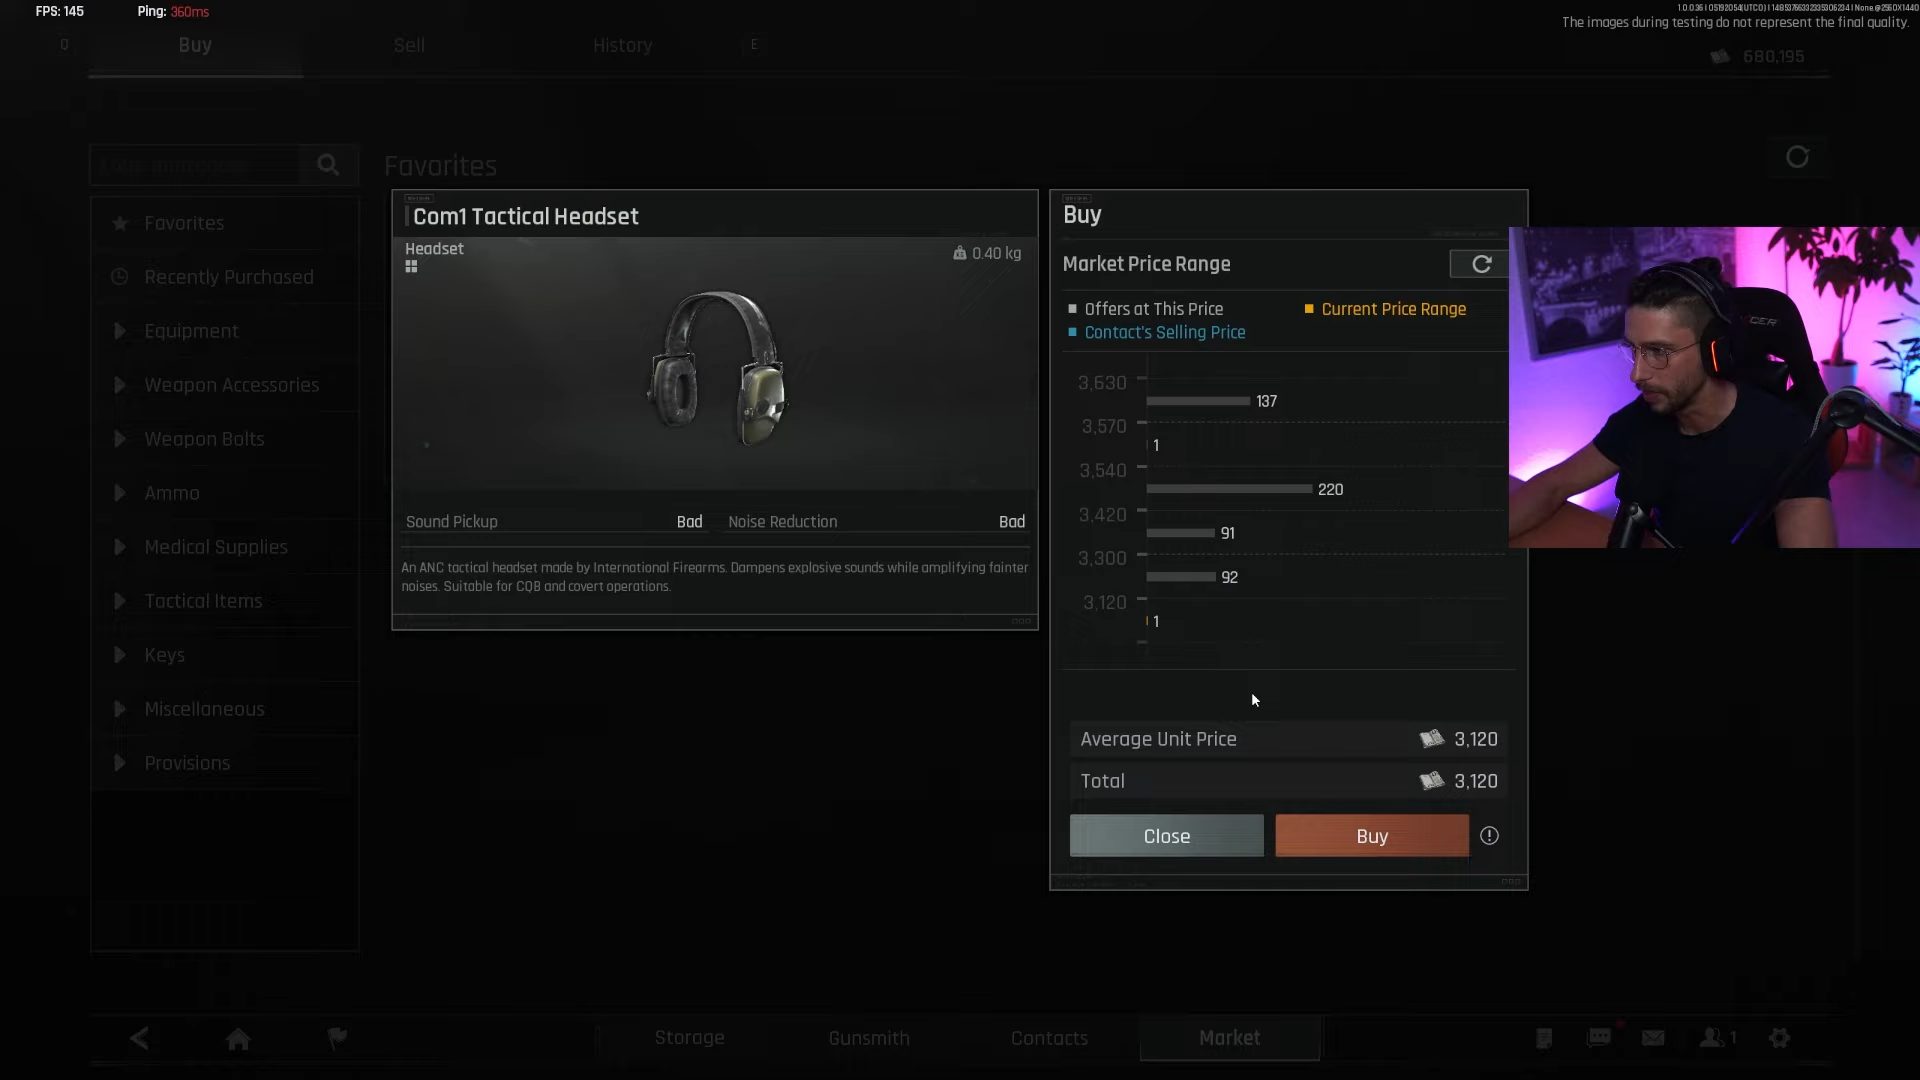 FPS: 145 Ping: 360ms
The images during testing do not represent the final quality.
Q Buy Sell History E
680,195
Favorites
Favorites
Recently Purchased
Equipment
Weapon Accessories
Weapon Bolts
Ammo
Medical Supplies
Tactical Items
Keys
Miscellaneous
Provisions
Com1 Tactical Headset
Headset
0.40 kg
Sound Pickup Bad Noise Reduction Bad
An ANC tactical headset made by International Firearms. Dampens explosive sounds while amplifying fainter
noises. Suitable for CQB and covert operations.
Buy
Market Price Range
Offers at This Price Current Price Range
Contact's Selling Price
3,630
137
3,570
1
3,540
220
3,420
91
3,300
92
3,120
1
Average Unit Price 3,120
Total 3,120
Close Buy
Storage Gunsmith Contacts Market
1